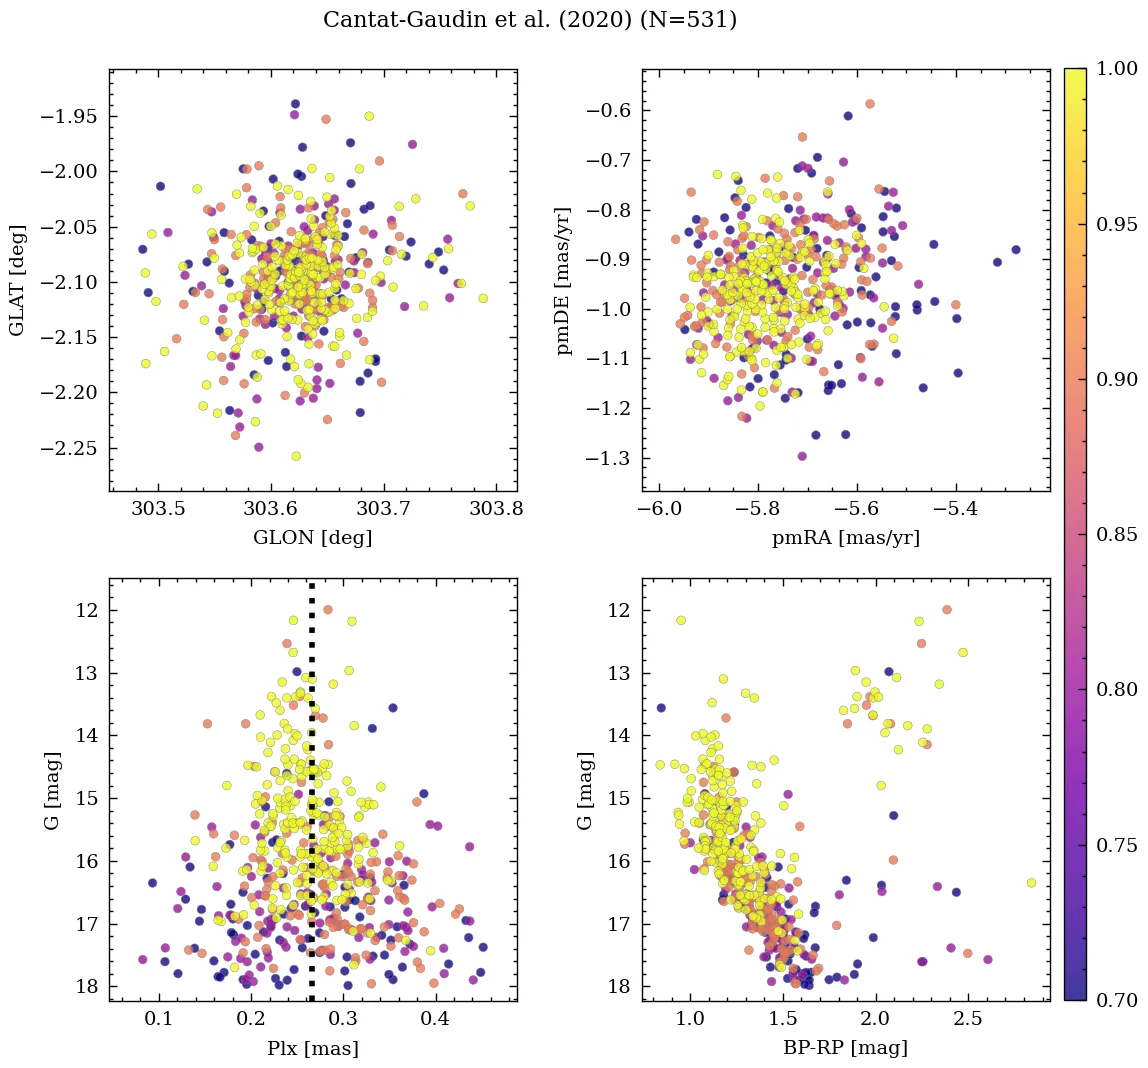 Cantat-Gaudin et al. (2020) (N=531)
−1.95
−2.00
−2.05
−2.10
−2.15
−2.20
−2.25
GLAT [deg]
303.5 303.6 303.7 303.8
GLON [deg]
−0.6
−0.7
−0.8
−0.9
−1.0
−1.1
−1.2
−1.3
pmDE [mas/yr]
−6.0 −5.8 −5.6 −5.4
pmRA [mas/yr]
12
13
14
15
16
17
18
G [mag]
0.1 0.2 0.3 0.4
Plx [mas]
12
13
14
15
16
17
18
G [mag]
1.0 1.5 2.0 2.5
BP-RP [mag]
1.00
0.95
0.90
0.85
0.80
0.75
0.70